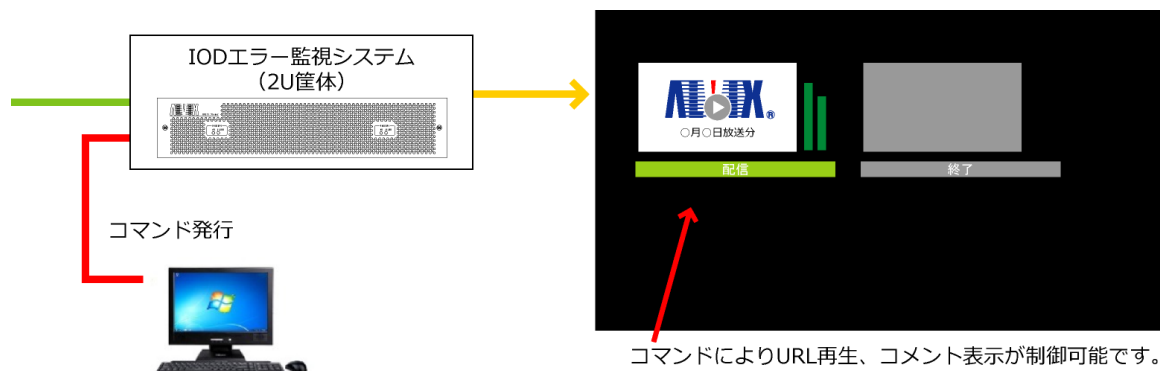 IODエラー監視システム
（2U筐体）
コマンド発行
○月○日放送分
配信
終了
コマンドによりURL再生、コメント表示が制御可能です。